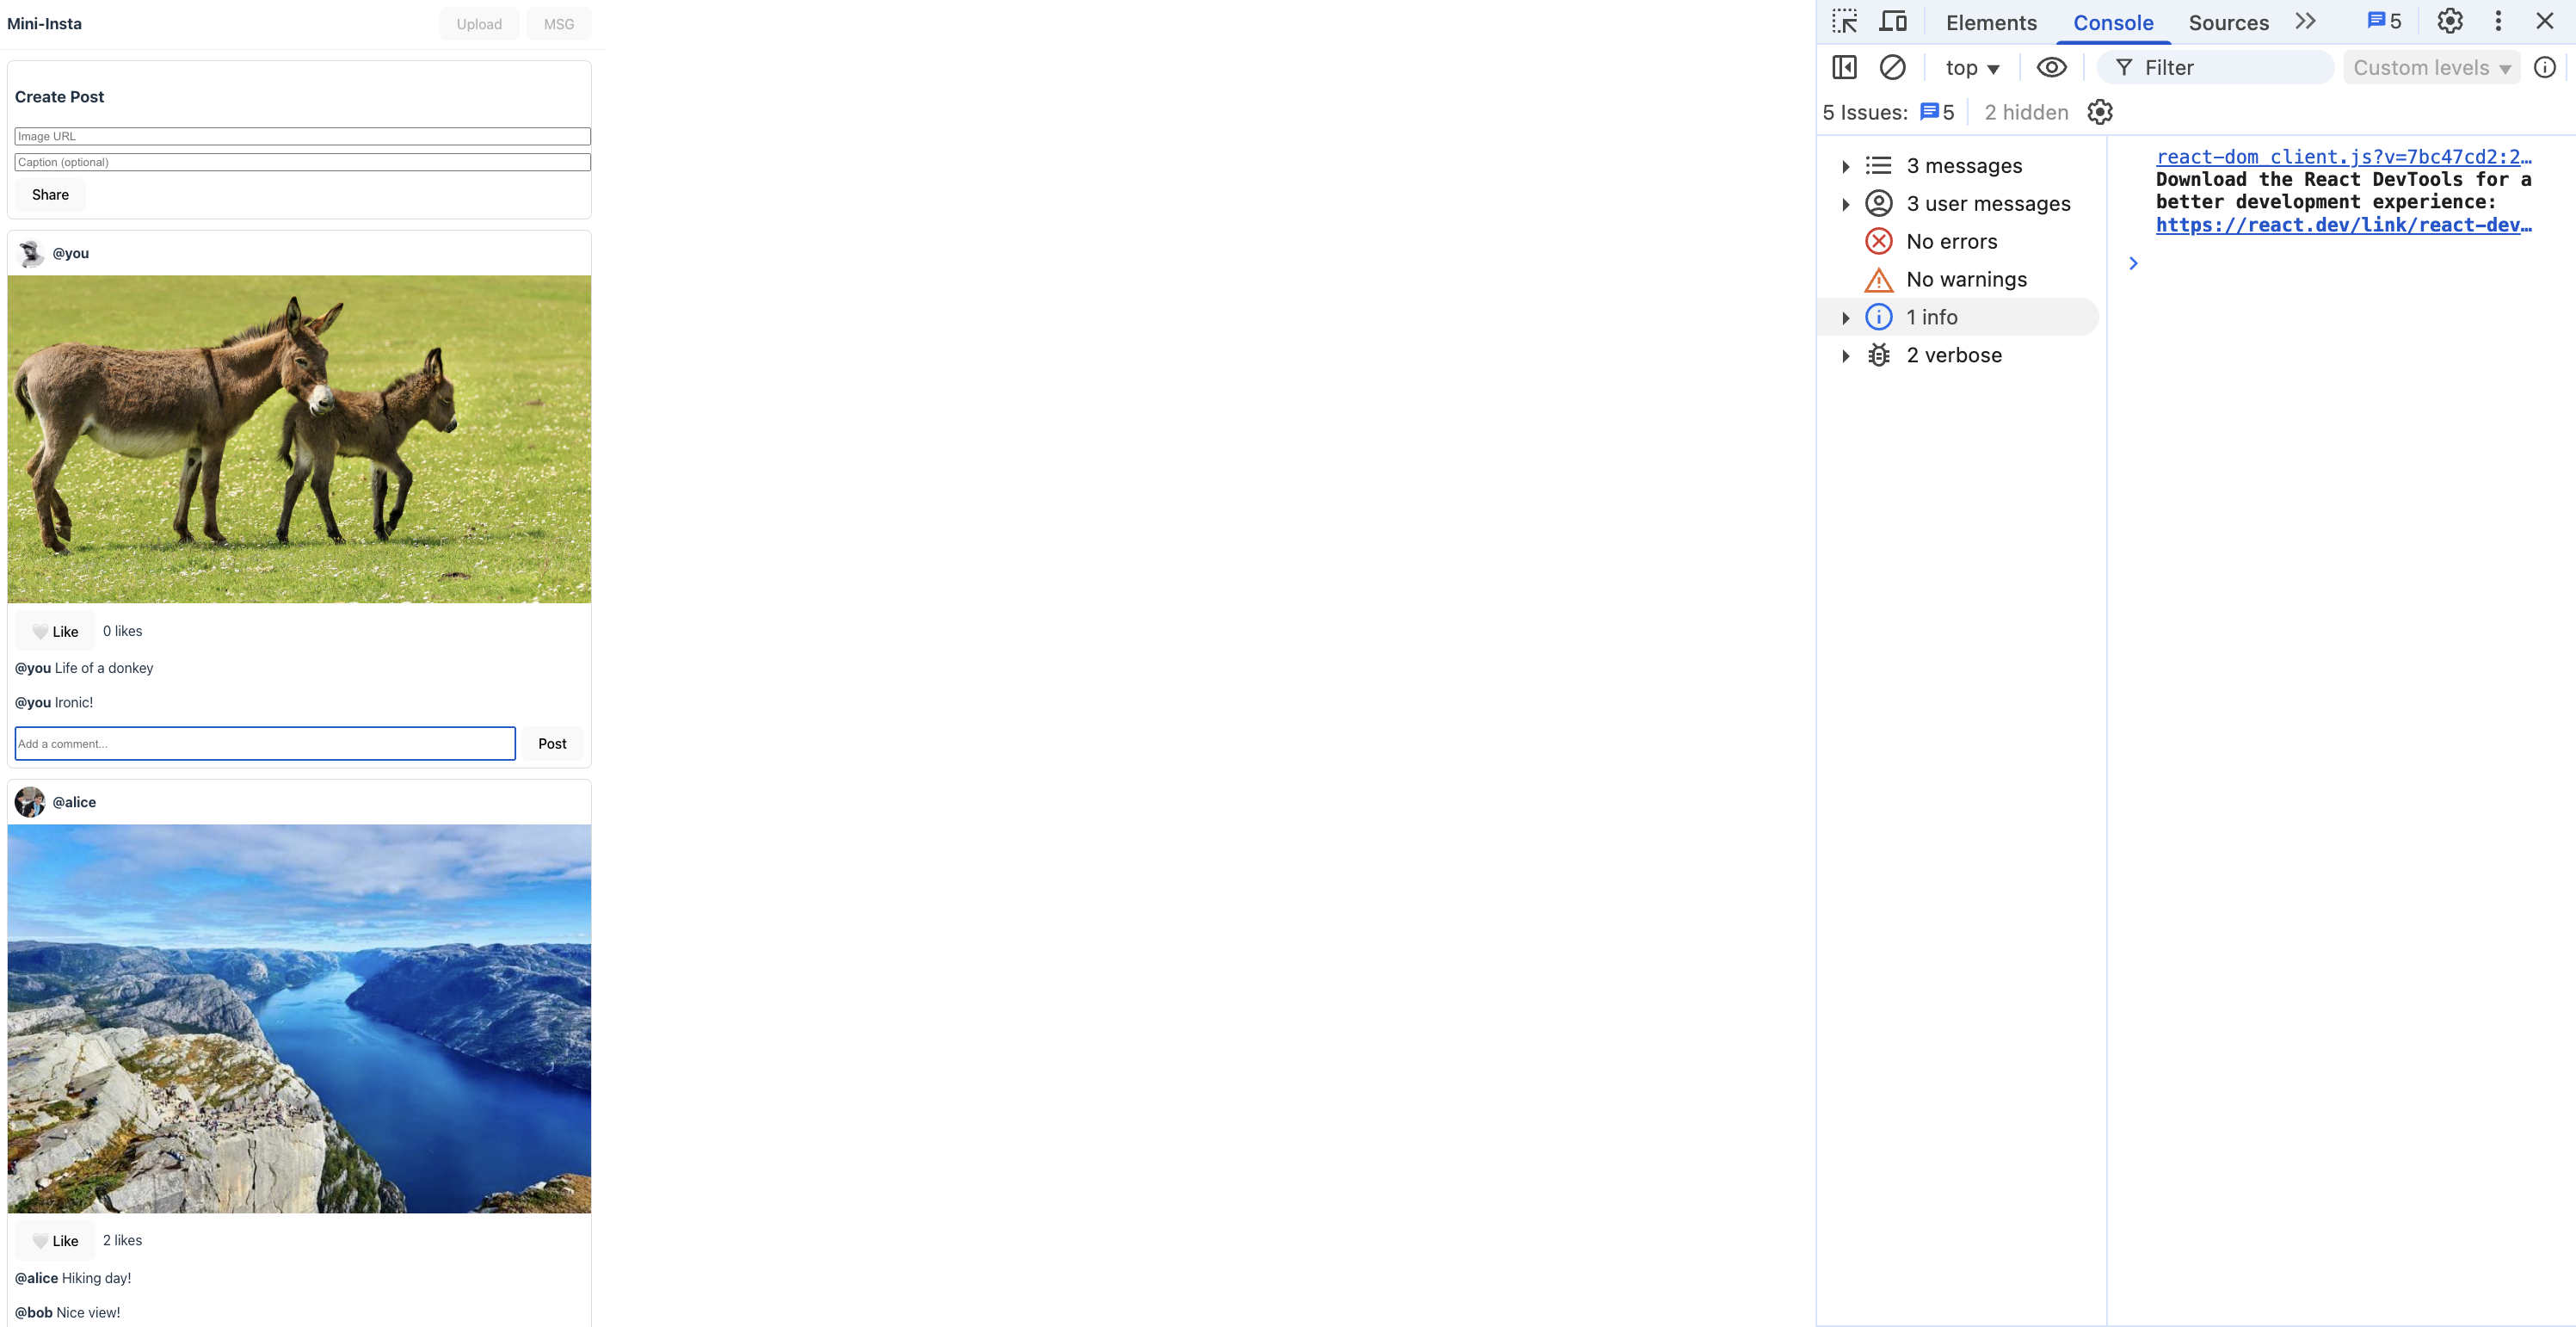 Mini-Insta
Upload
MSG
Create Post
Image URL
Caption (optional)
Share
@you
🤍 Like
0 likes
@you Life of a donkey
@you Ironic!
Add a comment...
Post
@alice
🤍 Like
2 likes
@alice Hiking day!
@bob Nice view!
Elements
Console
Sources
5
top
Filter
Custom levels
5 Issues:
5
2 hidden
3 messages
3 user messages
No errors
No warnings
1 info
2 verbose
react-dom_client.js?v=7bc47cd2:2…
Download the React DevTools for a
better development experience:
https://react.dev/link/react-dev…